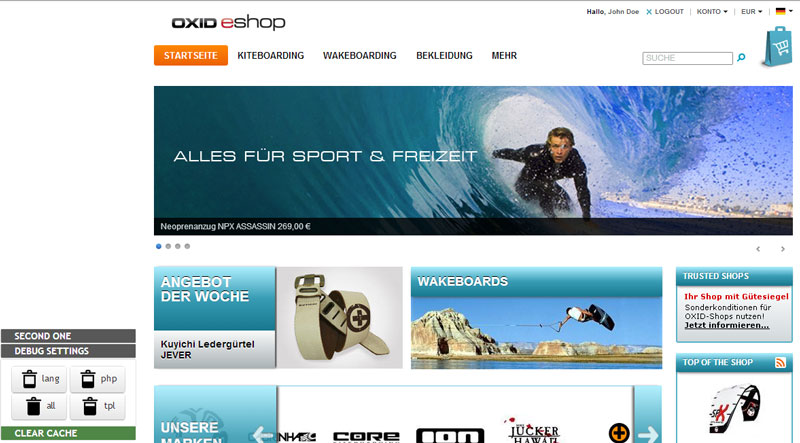 OXID eshop
Hallo, John Doe LOGOUT KONTO EUR
STARTSEITE KITEBOARDING WAKEBOARDING BEKLEIDUNG MEHR
SUCHE
ALLES FÜR SPORT & FREIZEIT
Neoprenanzug NPX ASSASSIN 269,00 €
ANGEBOT
DER WOCHE
Kuyichi Ledergürtel
JEVER
WAKEBOARDS
TRUSTED SHOPS
Ihr Shop mit Gütesiegel
Sonderkonditionen für
OXID-Shops nutzen!
Jetzt informieren...
TOP OF THE SHOP
SECOND ONE
DEBUG SETTINGS
lang php
all tpl
CLEAR CACHE
UNSERE
MARKEN
CORE
ION
JÜCKER
HAWAII